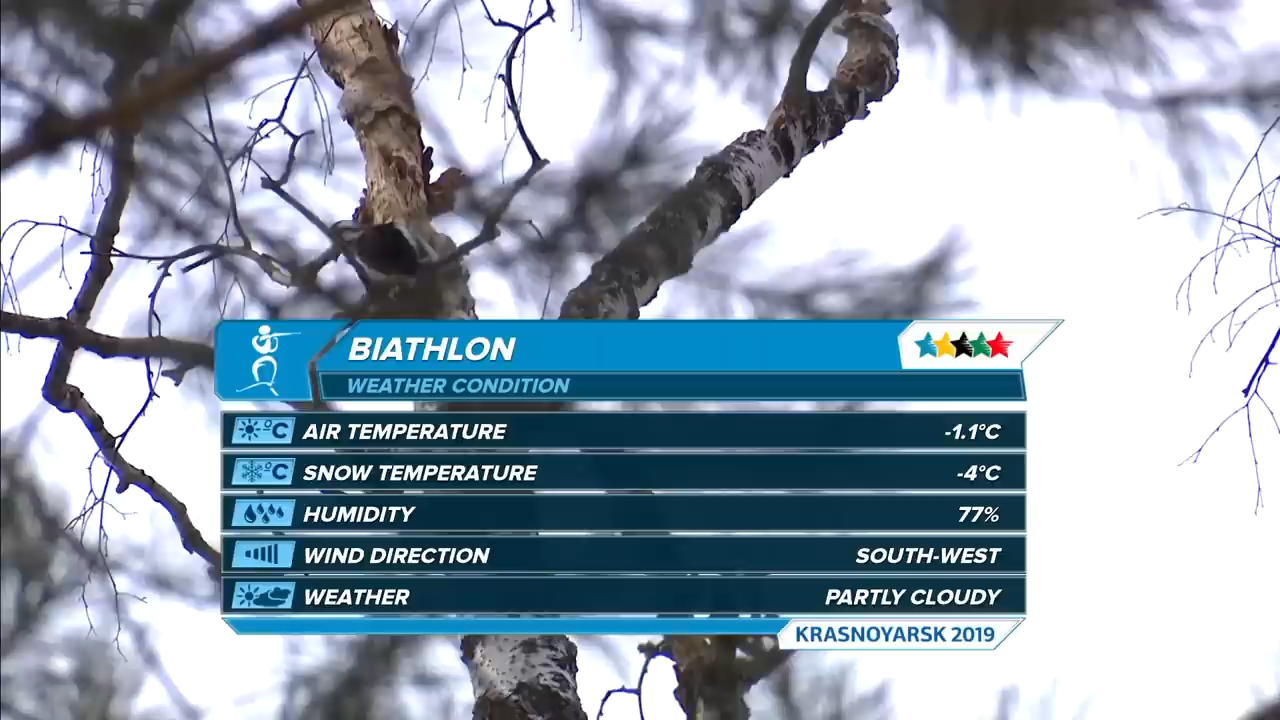 BIATHLON
WEATHER CONDITION
°C AIR TEMPERATURE -1.1°C
°C SNOW TEMPERATURE -4°C
HUMIDITY 77%
WIND DIRECTION SOUTH-WEST
WEATHER PARTLY CLOUDY
KRASNOYARSK 2019